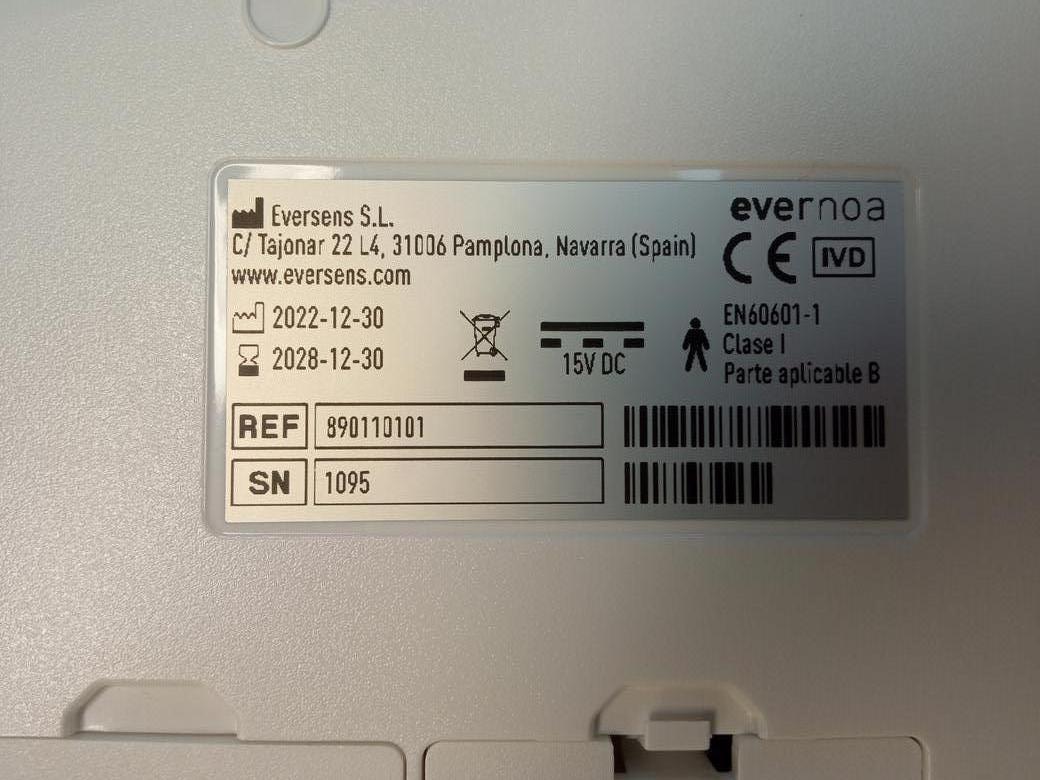 Eversens S.L.
C/ Tajonar 22 L4, 31006 Pamplona, Navarra (Spain)
www.eversens.com
evernoa
CE IVD
2022-12-30
2028-12-30
15V DC
EN60601-1
Clase I
Parte aplicable B
REF 890110101
SN 1095